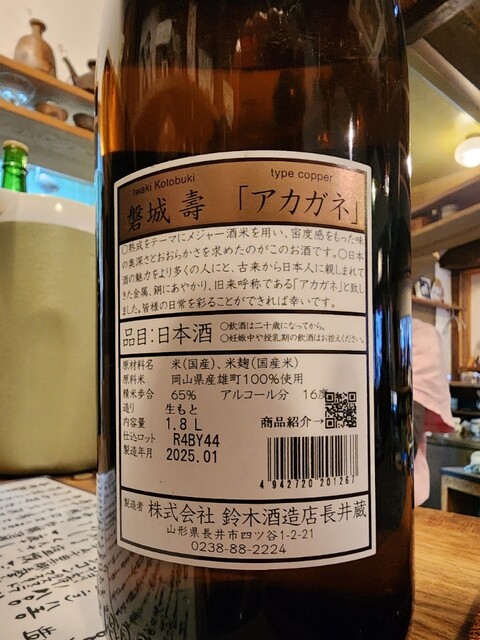 Iwaki Kotobuki type copper
磐城 壽 「アカガネ」
○熟成をテーマにメジャー酒米を用い、密度感をもった味
の奥深さとおおらかさを求めたのがこのお酒です。○日本
酒の魅力をより多くの人にと、古来から日本人に親しまれて
きた金属、銅にあやかり、旧来呼称である「アカガネ」と致し
ました。皆様の日常を彩ることができれば幸いです。
品目:日本酒
○飲酒は二十歳になってから。
○妊娠中や授乳期の飲酒はお控えください。
原材料名 米(国産)、米麹(国産米)
原料米 岡山県産雄町100%使用
精米歩合 65% アルコール分 16度
造り 生もと
内容量 1.8L
商品紹介→
仕込ロット R4BY44
製造年月 2025.01
4942720201267
製造者 株式会社 鈴木酒造店長井蔵
山形県長井市四ツ谷1-2-21
0238-88-2224